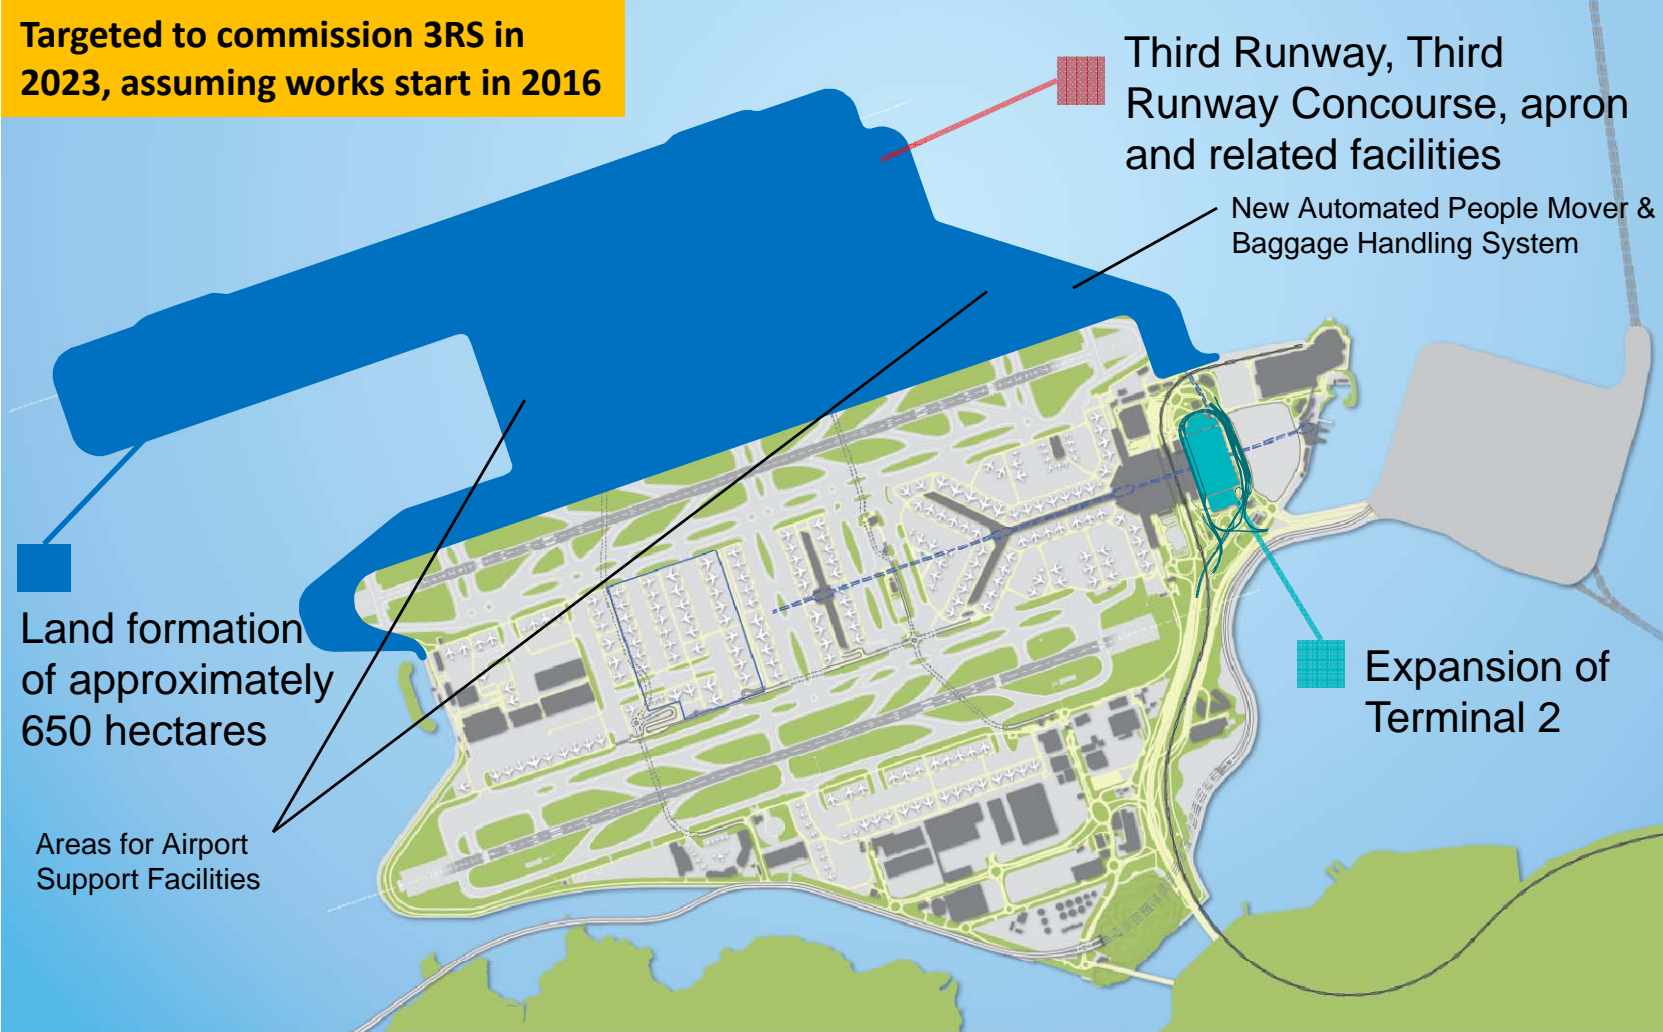 Targeted to commission 3RS in
2023, assuming works start in 2016
Third Runway, Third
Runway Concourse, apron
and related facilities
New Automated People Mover &
Baggage Handling System
Land formation
of approximately
650 hectares
Expansion of
Terminal 2
Areas for Airport
Support Facilities